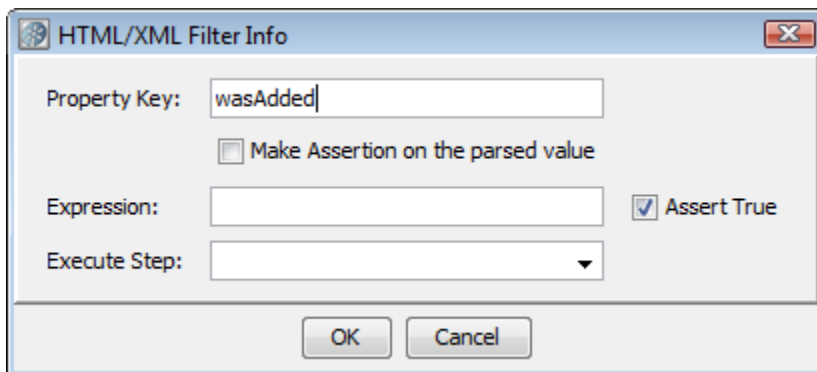 HTML/XML Filter Info
Property Key: wasAdded
Make Assertion on the parsed value
Expression: Assert True
Execute Step:
OK Cancel